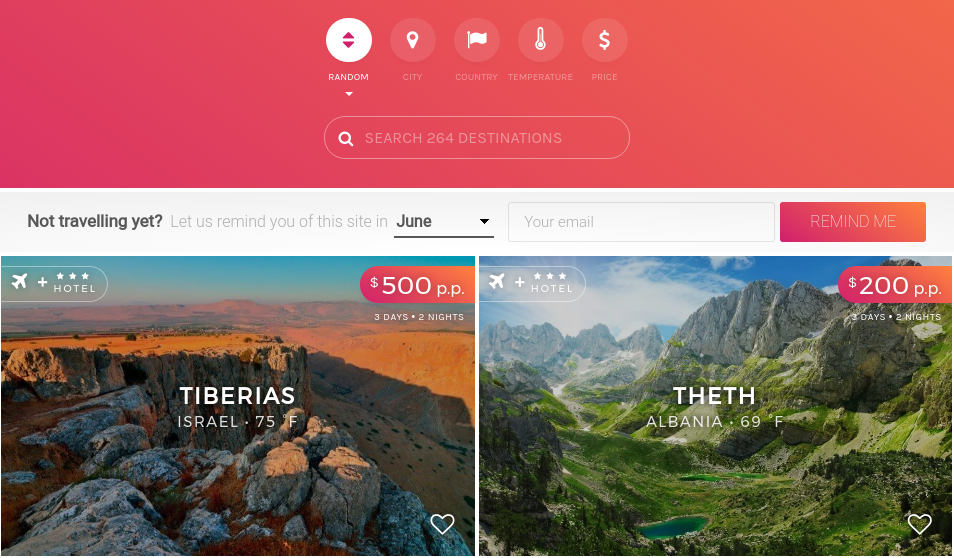 RANDOM CITY COUNTRY TEMPERATURE PRICE
SEARCH 264 DESTINATIONS
Not travelling yet? Let us remind you of this site in June Your email REMIND ME
+ HOTEL
$500 p.p.
3 DAYS • 2 NIGHTS
TIBERIAS
ISRAEL • 75 °F
+ HOTEL
$200 p.p.
3 DAYS • 2 NIGHTS
THETH
ALBANIA • 69 °F